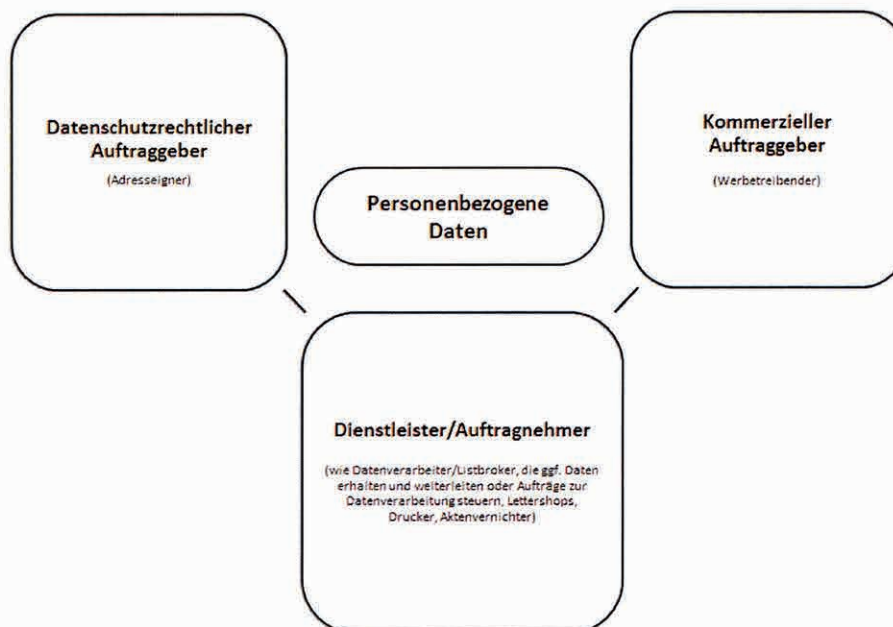 Datenschutzrechtlicher
Auftraggeber
(Adresseigner)
Kommerzieller
Auftraggeber
(Werbetreibender)
Personenbezogene
Daten
Dienstleister/Auftragnehmer
(wie Datenverarbeiter/Listbroker, die ggf. Daten
erhalten und weiterleiten oder Aufträge zur
Datenverarbeitung steuern, Lettershops,
Drucker, Aktenvernichter)